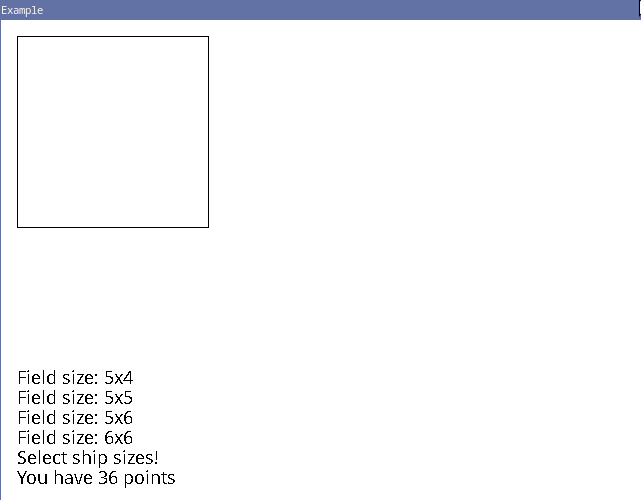 Example
Field size: 5x4
Field size: 5x5
Field size: 5x6
Field size: 6x6
Select ship sizes!
You have 36 points